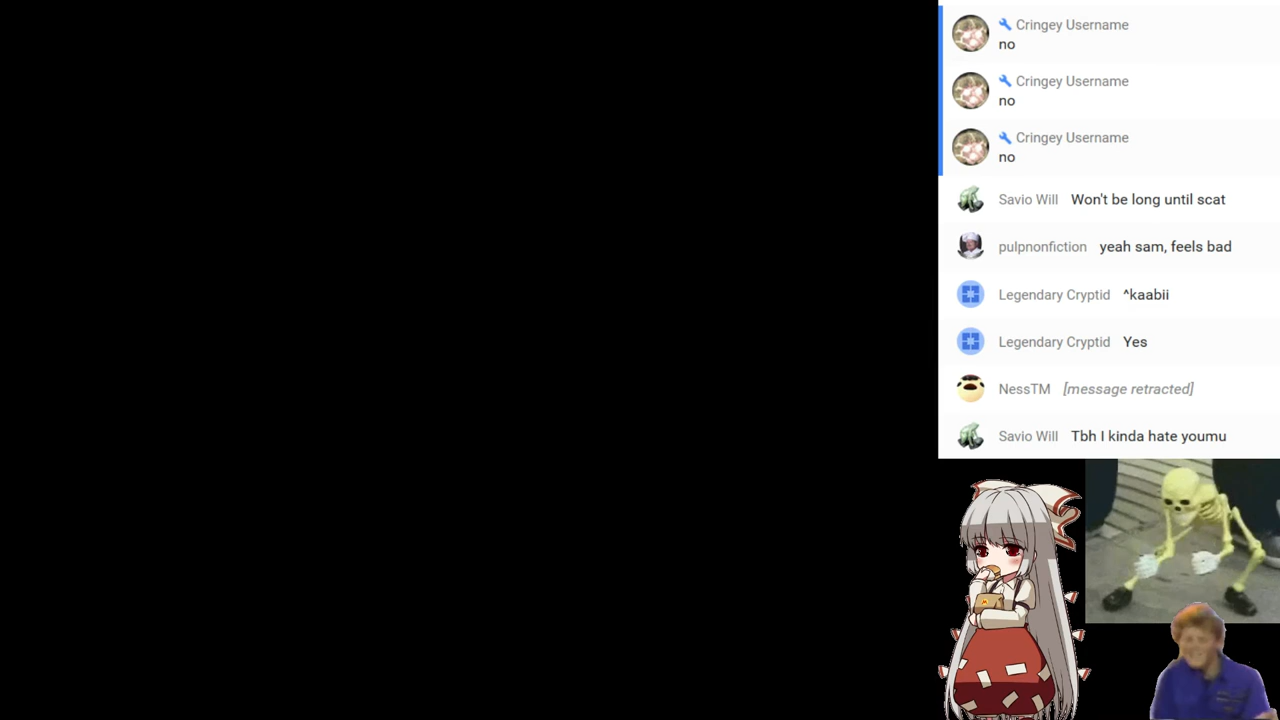 Cringey Username
no
Cringey Username
no
Cringey Username
no
Savio Will Won't be long until scat
pulpnonfiction yeah sam, feels bad
Legendary Cryptid ^kaabii
Legendary Cryptid Yes
NessTM [message retracted]
Savio Will Tbh I kinda hate youmu